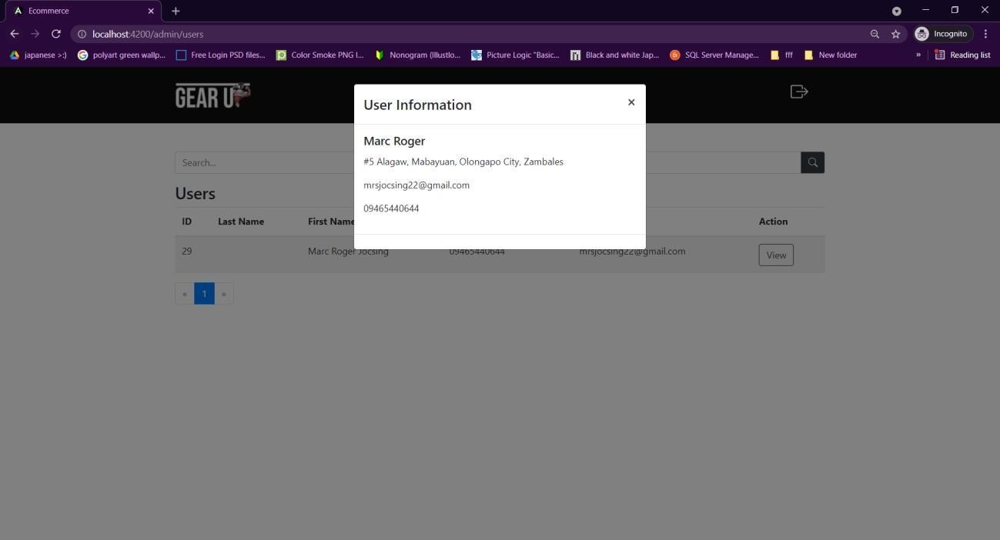 Ecommerce
localhost:4200/admin/users
Incognito
japanese >:)
polyart green wallp...
Free Login PSD files...
Color Smoke PNG I...
Nonogram (Illustlo...
Picture Logic "Basic...
Black and white Jap...
SQL Server Manage...
fff
New folder
»
Reading list
GEAR UP
User Information
×
Marc Roger
#5 Alagaw, Mabayuan, Olongapo City, Zambales
mrsjocsing22@gmail.com
09465440644
Search...
Users
ID Last Name First Name Action
29 Marc Roger Jocsing 09465440644 mrsjocsing22@gmail.com View
« 1 »